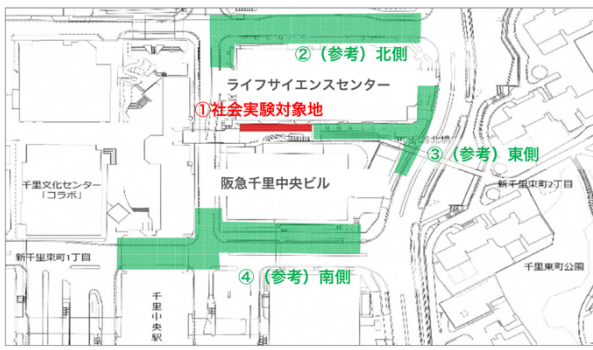 ②（参考）北側
ライフサイエンスセンター
①社会実験対象地
③（参考）東側
阪急千里中央ビル
千里文化センター
「コラボ」
新千里東町2丁目
新千里東町1丁目
千里東町公園
④（参考）南側
千里中央駅